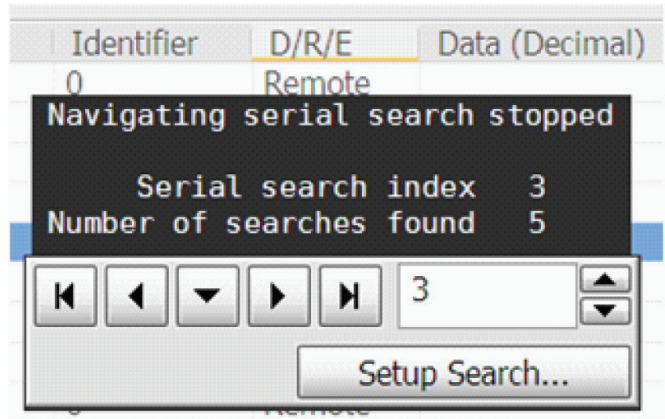 Identifier D/R/E Data (Decimal)
0 Remote
Navigating serial search stopped
Serial search index 3
Number of searches found 5
3
Setup Search...